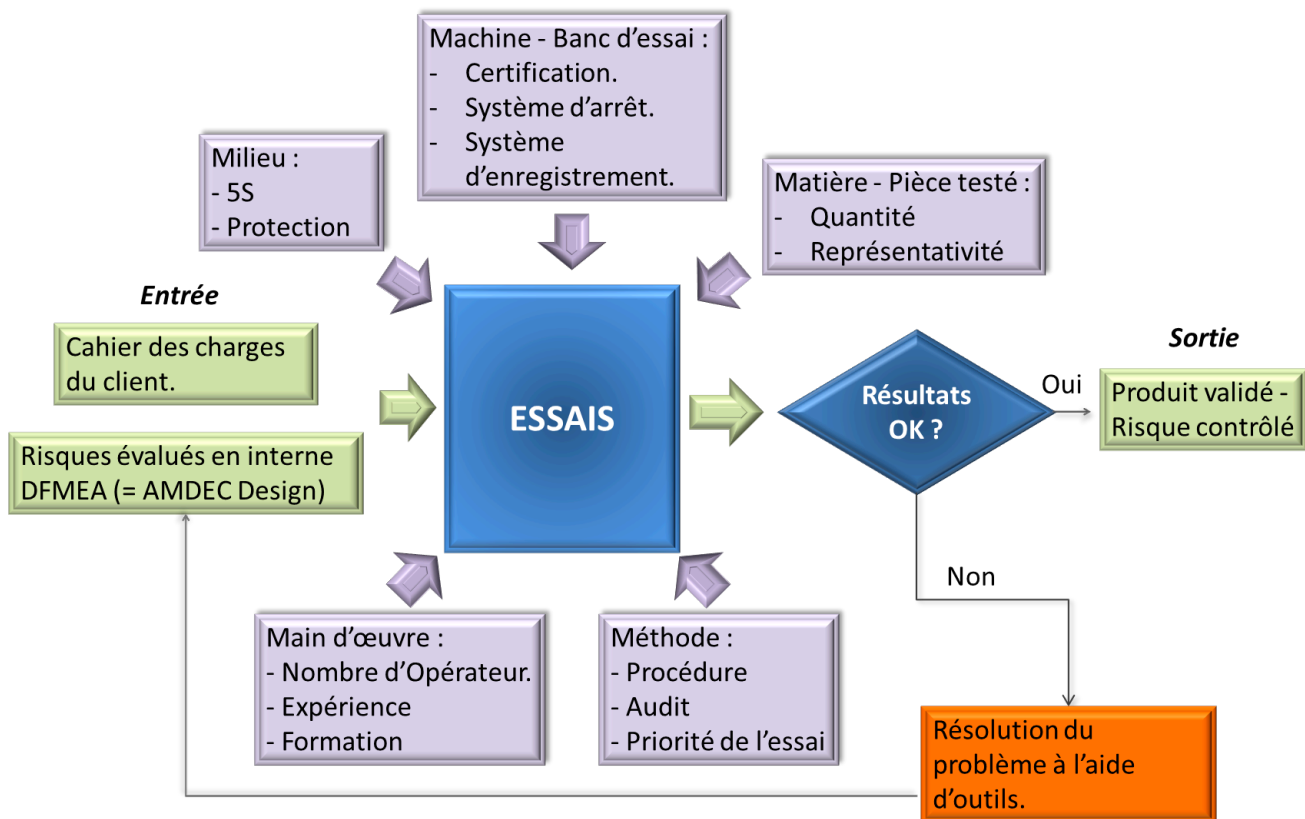 Machine - Banc d’essai :
- Certification.
- Système d’arrêt.
- Système
d’enregistrement.
Milieu :
- 5S
- Protection
Matière - Pièce testé :
- Quantité
- Représentativité
Entrée
Cahier des charges
du client.
Risques évalués en interne
DFMEA (= AMDEC Design)
ESSAIS
Résultats
OK ?
Oui
Sortie
Produit validé -
Risque contrôlé
Non
Main d’œuvre :
- Nombre d’Opérateur.
- Expérience
- Formation
Méthode :
- Procédure
- Audit
- Priorité de l’essai
Résolution du
problème à l’aide
d’outils.